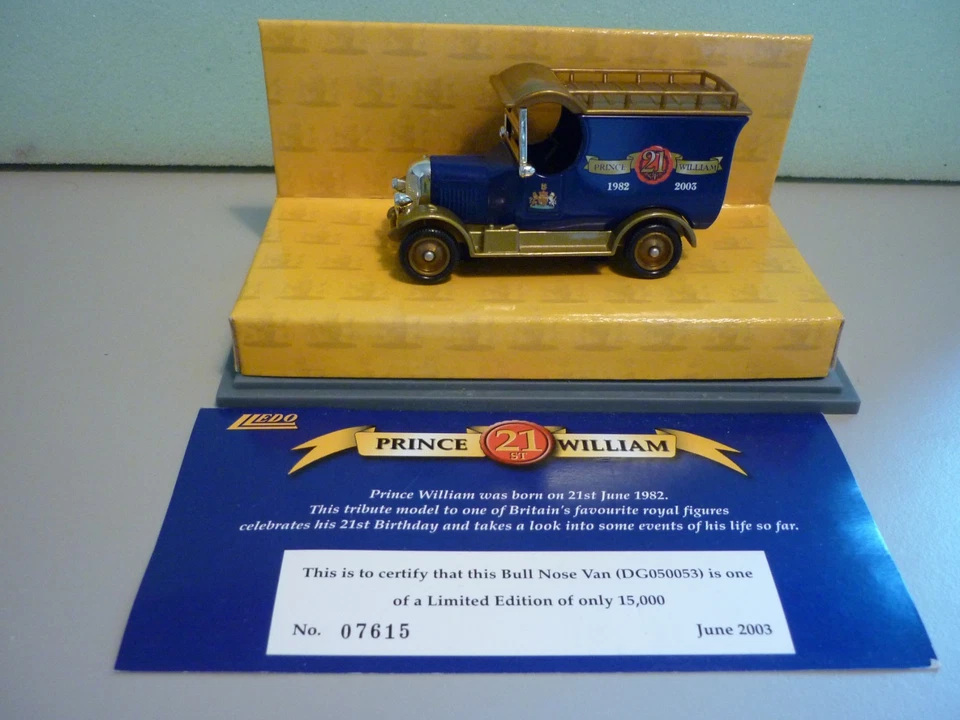 PRINCE 21 ST WILLIAM
1982 2003
LLEDO
PRINCE 21 ST WILLIAM
Prince William was born on 21st June 1982.
This tribute model to one of Britain's favourite royal figures
celebrates his 21st Birthday and takes a look into some events of his life so far.
This is to certify that this Bull Nose Van (DG050053) is one
of a Limited Edition of only 15,000
No. 07615 June 2003